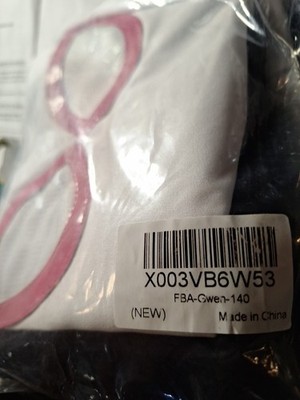 X003VB6W53
FBA-Gwen-140
(NEW)
Made in China